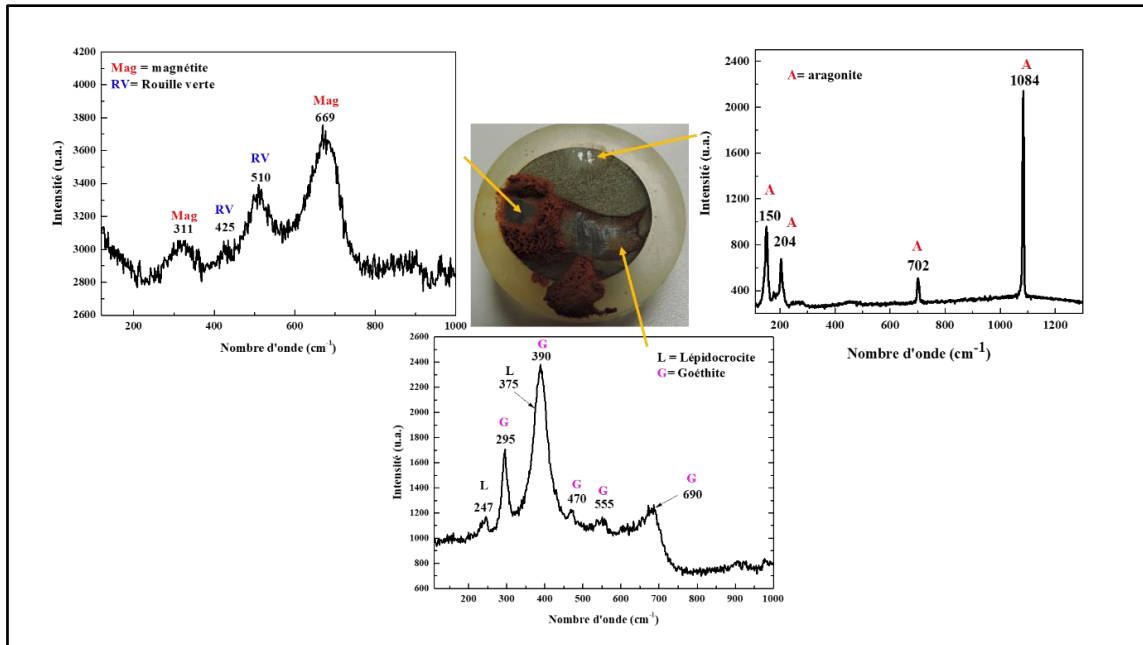 Mag = magnétite
RV= Rouille verte
Mag
669
RV
510
RV
425
Mag
311
4200
4000
3800
3600
3400
3200
3000
2800
2600
200 400 600 800 1000
Intensité (u.a.)
Nombre d'onde (cm-1)
A= aragonite
A
1084
A
150
A
204
A
702
2400
2000
1600
1200
800
400
200 400 600 800 1000 1200
Intensité (u.a.)
Nombre d'onde (cm-1)
L = Lépidocrocite
G= Goéthite
G
390
L
375
G
295
L
247
G
470
G
555
G
690
2600
2400
2200
2000
1800
1600
1400
1200
1000
800
600
200 300 400 500 600 700 800 900 1000
Intensité (u.a.)
Nombre d'onde (cm-1)